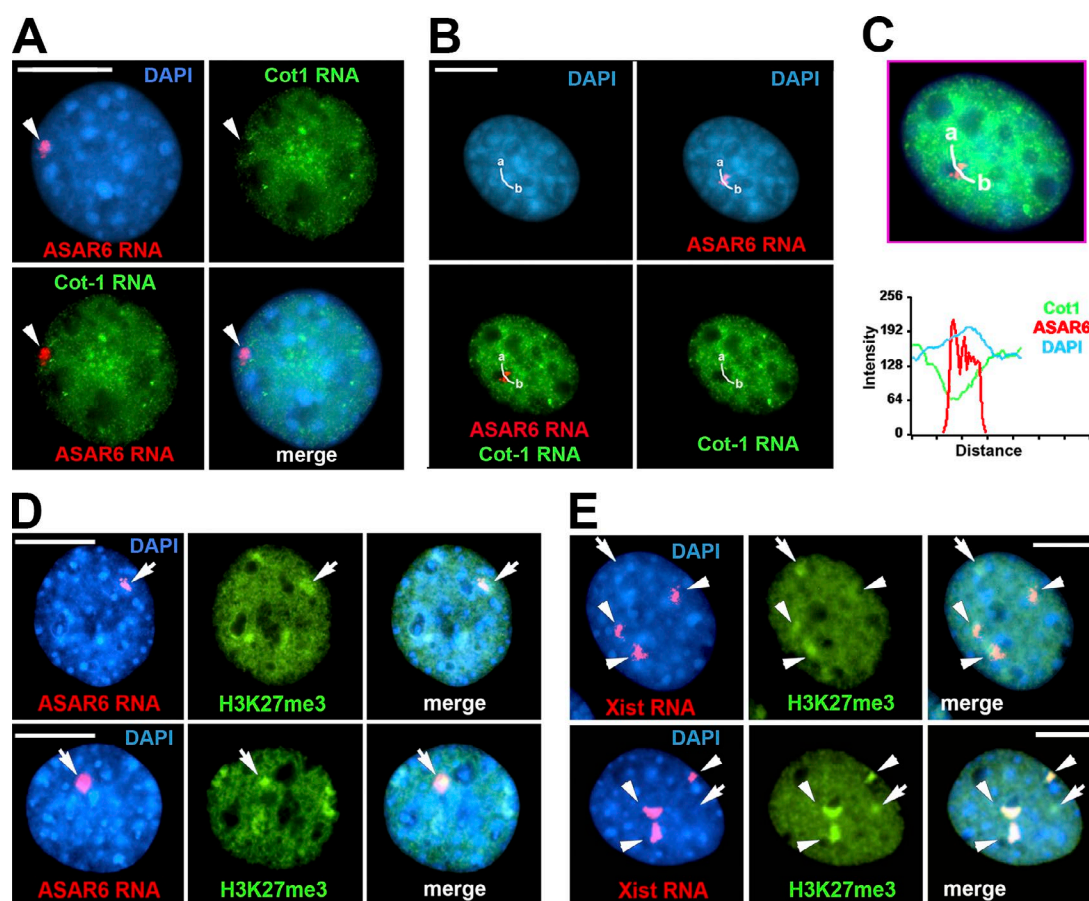 A
DAPI
Cot1 RNA
ASAR6 RNA
Cot-1 RNA
ASAR6 RNA
merge
B
DAPI
DAPI
a
b
a
b
ASAR6 RNA
a
b
a
b
ASAR6 RNA
Cot-1 RNA
Cot-1 RNA
C
a
b
256
192
128
64
0
Intensity
Distance
Cot1
ASAR6
DAPI
D
DAPI
ASAR6 RNA
H3K27me3
merge
DAPI
ASAR6 RNA
H3K27me3
merge
E
DAPI
Xist RNA
H3K27me3
merge
DAPI
Xist RNA
H3K27me3
merge